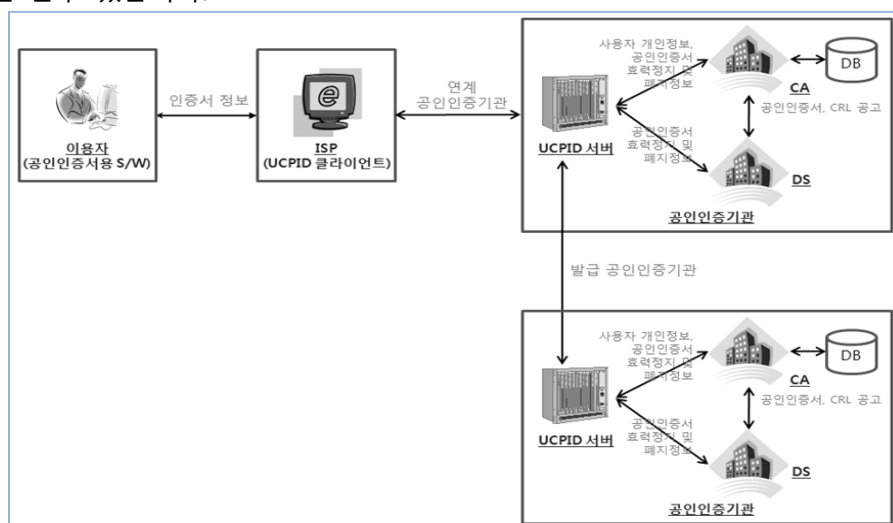 인증서 정보
이용자
(공인인증서용 S/W)
e
ISP
(UCPID 클라이언트)
연계
공인인증기관
사용자 개인정보,
공인인증서
효력정지 및
폐지정보
UCPID 서버
공인인증서
효력정지 및
폐지정보
CA
DB
공인인증서, CRL 공고
DS
공인인증기관
발급 공인인증기관
사용자 개인정보,
공인인증서
효력정지 및
폐지정보
UCPID 서버
공인인증서
효력정지 및
폐지정보
CA
DB
공인인증서, CRL 공고
DS
공인인증기관